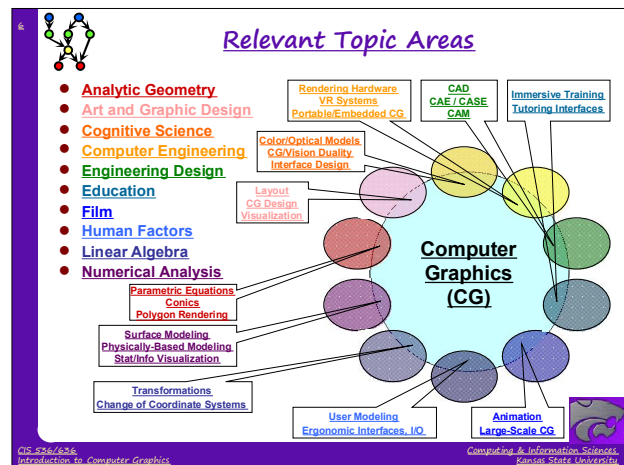 6
Relevant Topic Areas
Analytic Geometry
Art and Graphic Design
Cognitive Science
Computer Engineering
Engineering Design
Education
Film
Human Factors
Linear Algebra
Numerical Analysis
Rendering Hardware
VR Systems
Portable/Embedded CG
CAD
CAE / CASE
CAM
Immersive Training
Tutoring Interfaces
Color/Optical Models
CG/Vision Duality
Interface Design
Layout
CG Design
Visualization
Computer
Graphics
(CG)
Parametric Equations
Conics
Polygon Rendering
Surface Modeling
Physically-Based Modeling
Stat/Info Visualization
Transformations
Change of Coordinate Systems
User Modeling
Ergonomic Interfaces, I/O
Animation
Large-Scale CG
CIS 536/636
Introduction to Computer Graphics
Computing & Information Sciences
Kansas State University